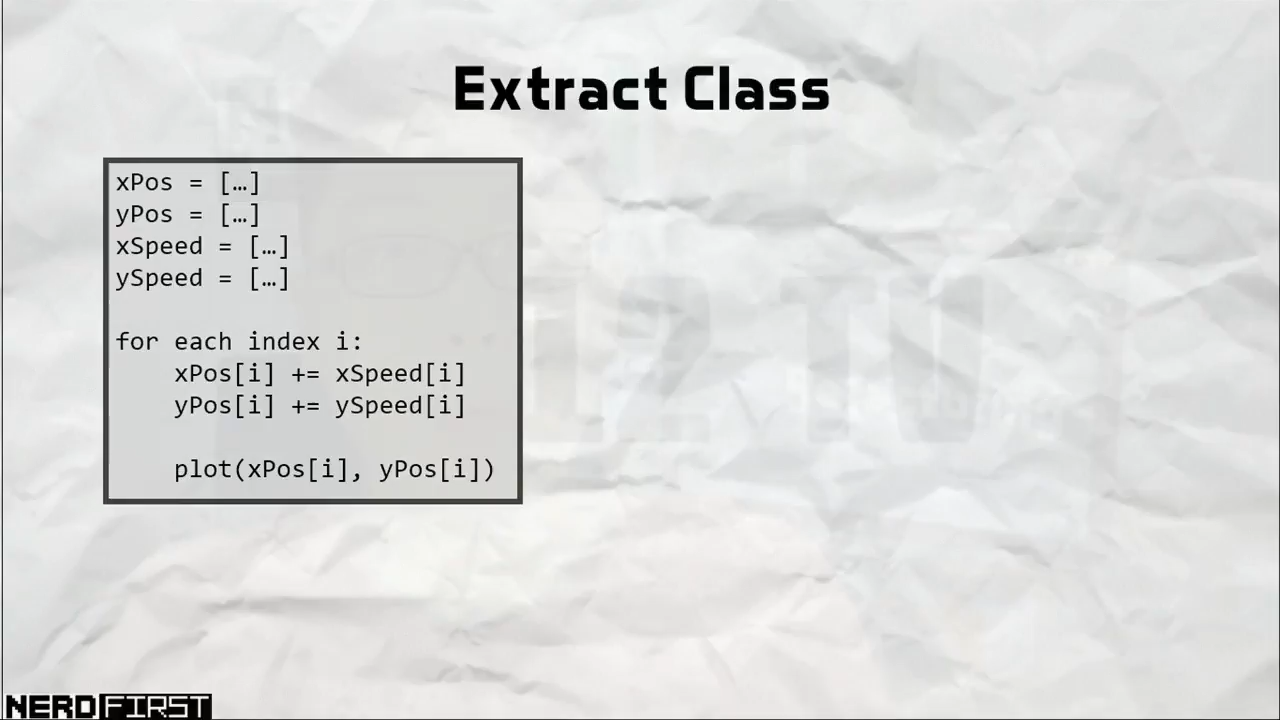 Extract Class
xPos = […]
yPos = […]
xSpeed = […]
ySpeed = […]
for each index i:
xPos[i] += xSpeed[i]
yPos[i] += ySpeed[i]
plot(xPos[i], yPos[i])
NERDFIRST